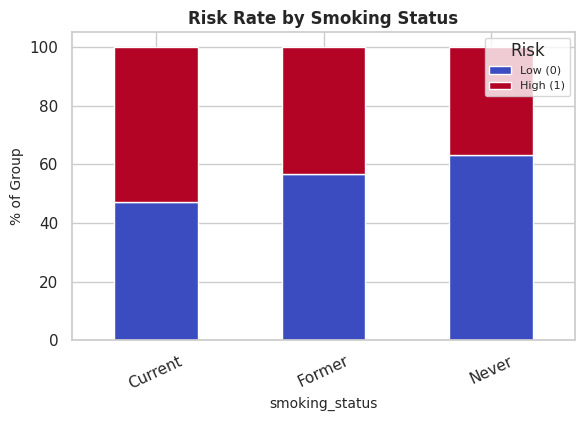 Risk Rate by Smoking Status
Risk
Low (0)
High (1)
% of Group
100
80
60
40
20
0
Current
Former
Never
smoking_status